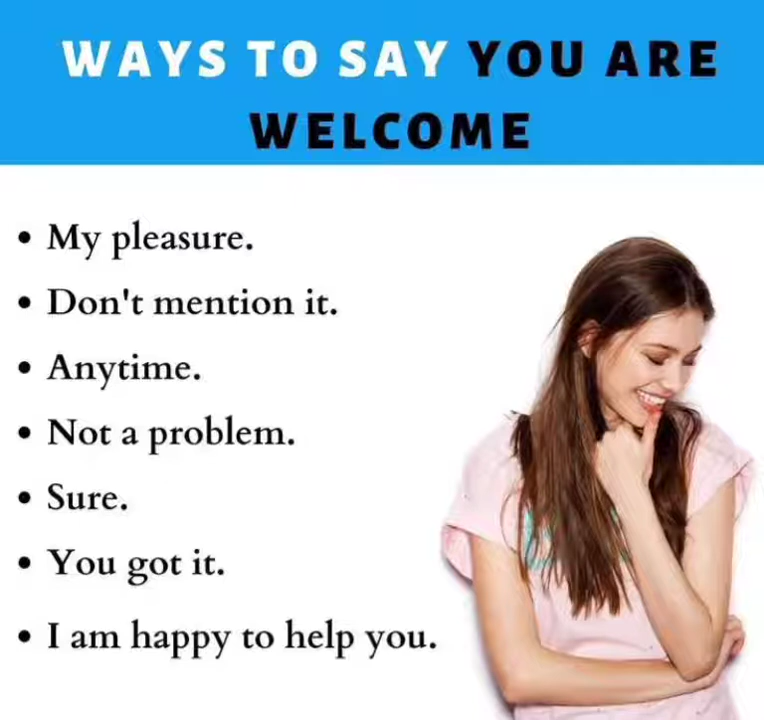 WAYS TO SAY YOU ARE
WELCOME
• My pleasure.
• Don't mention it.
• Anytime.
• Not a problem.
• Sure.
• You got it.
• I am happy to help you.